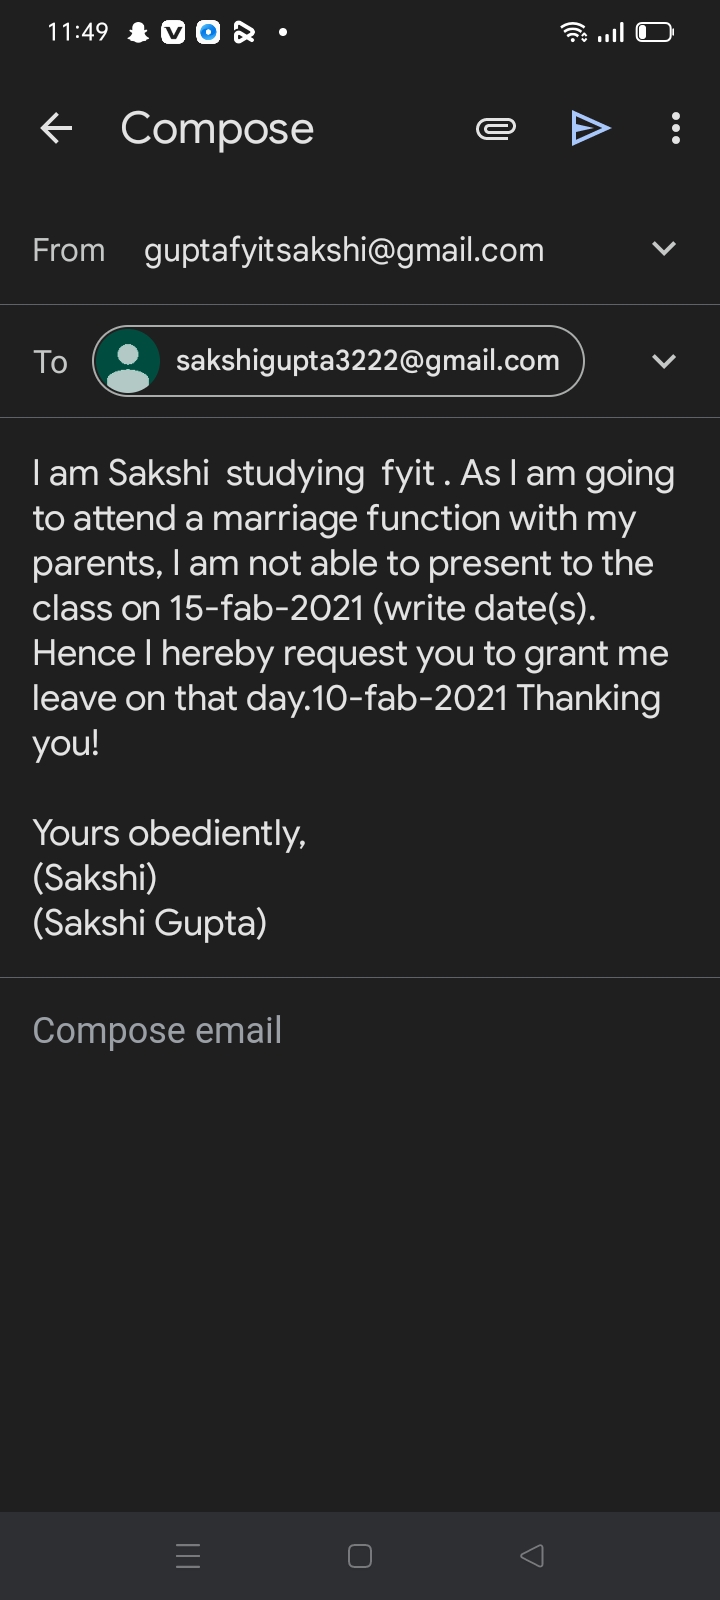 11:49
Compose
From guptafyitsakshi@gmail.com
To sakshigupta3222@gmail.com
I am Sakshi  studying  fyit . As I am going
to attend a marriage function with my
parents, I am not able to present to the
class on 15-fab-2021 (write date(s).
Hence I hereby request you to grant me
leave on that day.10-fab-2021 Thanking
you!
Yours obediently,
(Sakshi)
(Sakshi Gupta)
Compose email